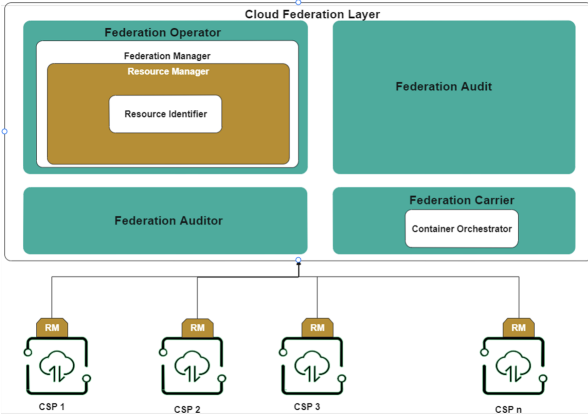 Cloud Federation Layer
Federation Operator
Federation Manager
Resource Manager
Resource Identifier
Federation Audit
Federation Auditor
Federation Carrier
Container Orchestrator
RM
RM
RM
RM
CSP 1
CSP 2
CSP 3
CSP n